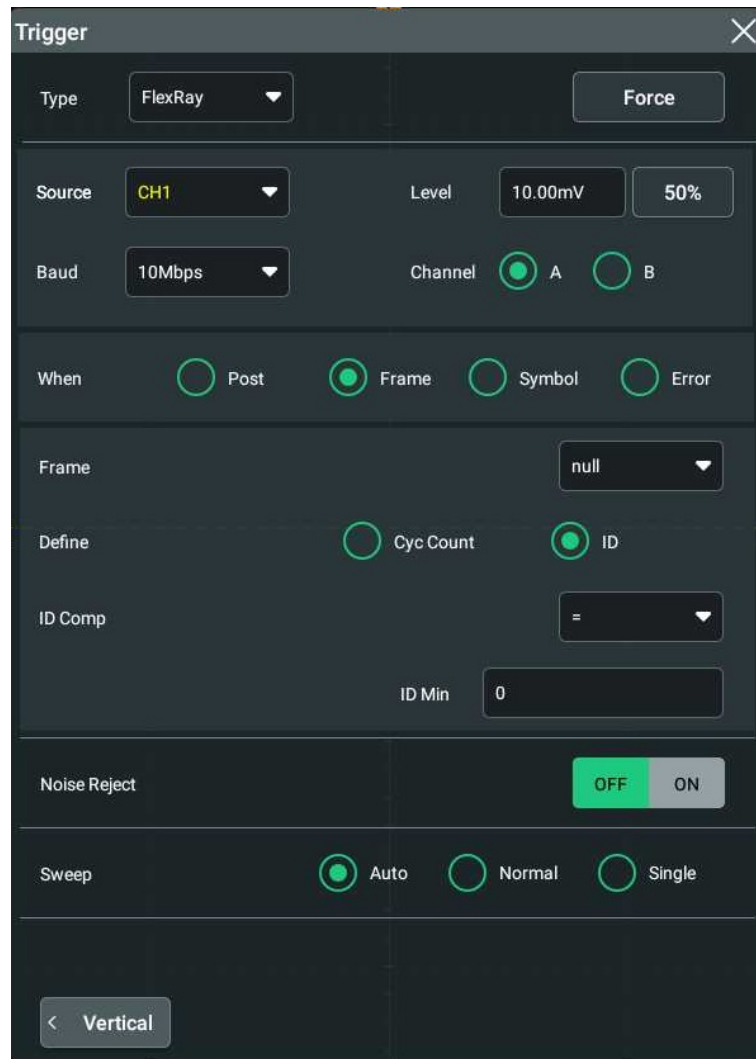 Trigger
Type FlexRay Force
Source CH1 Level 10.00mV 50%
Baud 10Mbps Channel A B
When Post Frame Symbol Error
Frame null
Define Cyc Count ID
ID Comp =
ID Min 0
Noise Reject OFF ON
Sweep Auto Normal Single
< Vertical